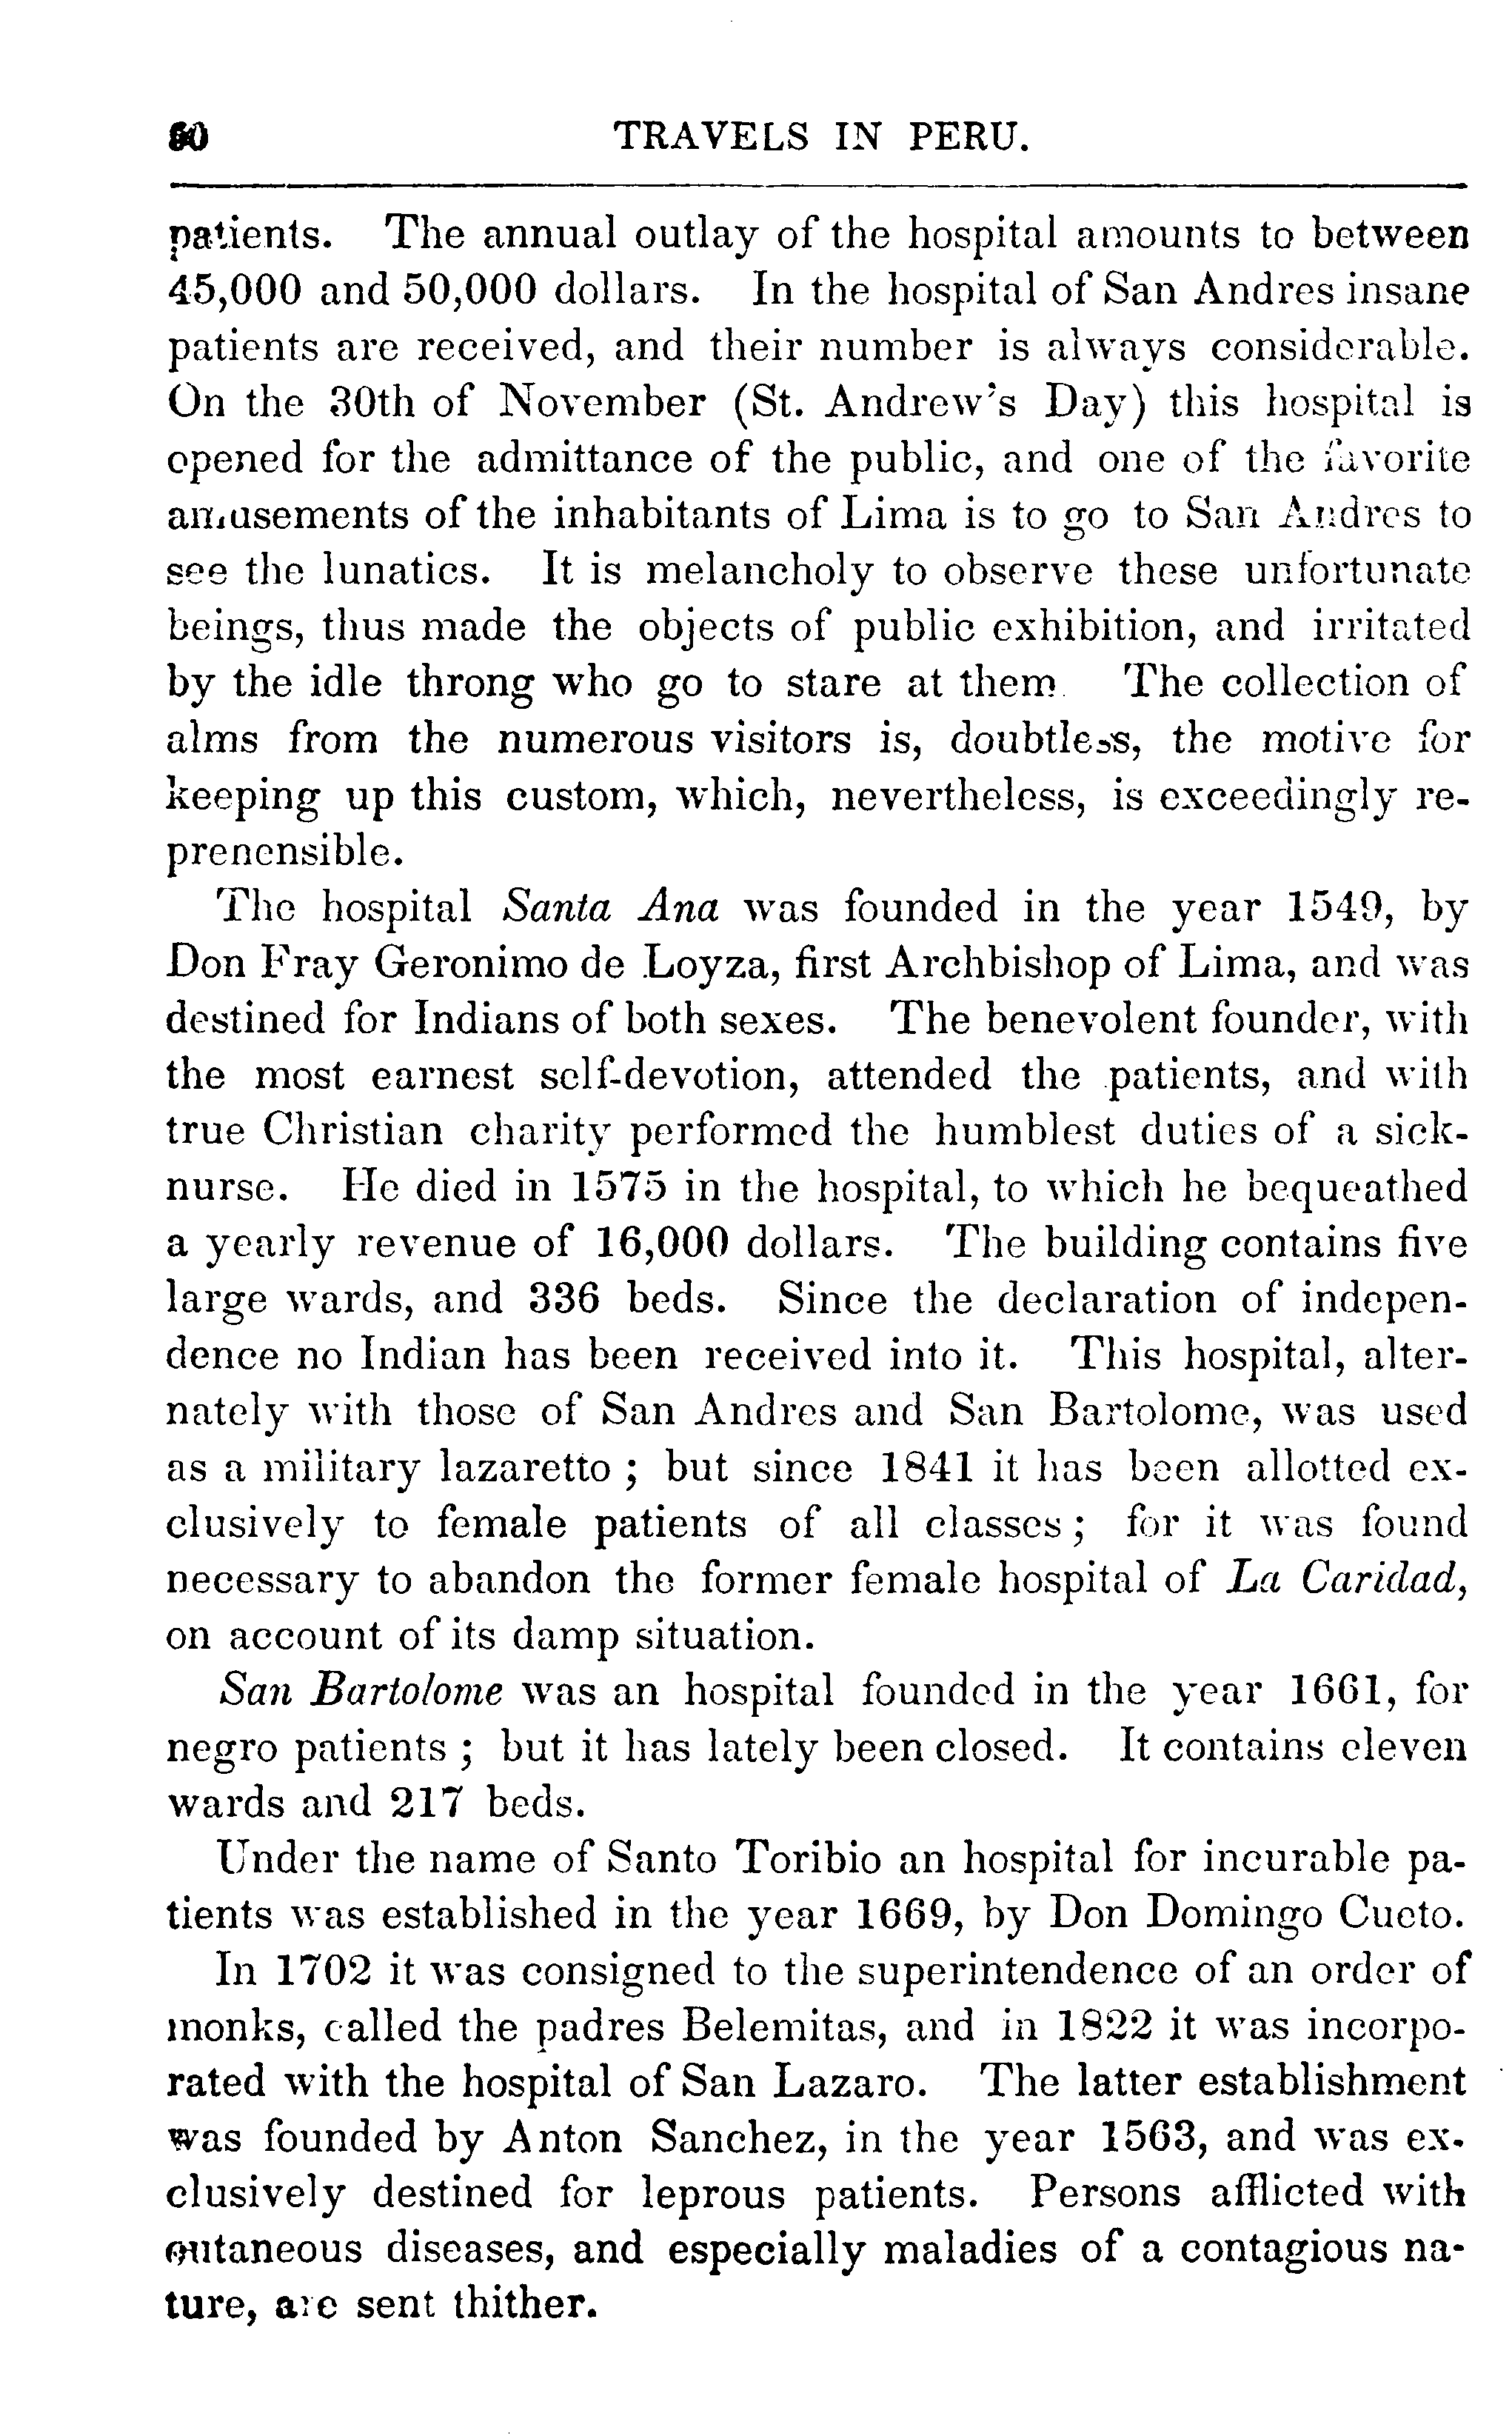 50 TRAVELS IN PERU.
patients. The annual outlay of the hospital amounts to between
45,000 and 50,000 dollars. In the hospital of San Andres insane
patients are received, and their number is always considerable.
On the 30th of November (St. Andrew's Day) this hospital is
opened for the admittance of the public, and one of the favorite
amusements of the inhabitants of Lima is to go to San Andres to
see the lunatics. It is melancholy to observe these unfortunate
beings, thus made the objects of public exhibition, and irritated
by the idle throng who go to stare at them. The collection of
alms from the numerous visitors is, doubtless, the motive for
keeping up this custom, which, nevertheless, is exceedingly re-
prehensible.
The hospital Santa Ana was founded in the year 1549, by
Don Fray Geronimo de Loyza, first Archbishop of Lima, and was
destined for Indians of both sexes. The benevolent founder, with
the most earnest self-devotion, attended the patients, and with
true Christian charity performed the humblest duties of a sick-
nurse. He died in 1575 in the hospital, to which he bequeathed
a yearly revenue of 16,000 dollars. The building contains five
large wards, and 336 beds. Since the declaration of indepen-
dence no Indian has been received into it. This hospital, alter-
nately with those of San Andres and San Bartolome, was used
as a military lazaretto ; but since 1841 it has been allotted ex-
clusively to female patients of all classes ; for it was found
necessary to abandon the former female hospital of La Caridad,
on account of its damp situation.
San Bartolome was an hospital founded in the year 1661, for
negro patients ; but it has lately been closed. It contains eleven
wards and 217 beds.
Under the name of Santo Toribio an hospital for incurable pa-
tients was established in the year 1669, by Don Domingo Cueto.
In 1702 it was consigned to the superintendence of an order of
monks, called the padres Belemitas, and in 1822 it was incorpo-
rated with the hospital of San Lazaro. The latter establishment
was founded by Anton Sanchez, in the year 1563, and was ex-
clusively destined for leprous patients. Persons afflicted with
cutaneous diseases, and especially maladies of a contagious na-
ture, are sent thither.